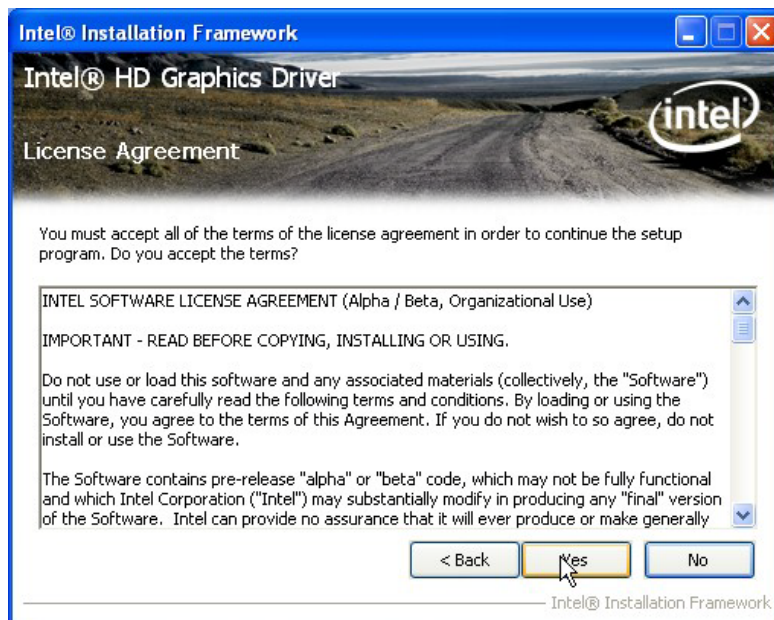 Intel® Installation Framework
Intel® HD Graphics Driver
intel
License Agreement
You must accept all of the terms of the license agreement in order to continue the setup
program. Do you accept the terms?
INTEL SOFTWARE LICENSE AGREEMENT (Alpha / Beta, Organizational Use)
IMPORTANT - READ BEFORE COPYING, INSTALLING OR USING.
Do not use or load this software and any associated materials (collectively, the "Software")
until you have carefully read the following terms and conditions. By loading or using the
Software, you agree to the terms of this Agreement. If you do not wish to so agree, do not
install or use the Software.
The Software contains pre-release "alpha" or "beta" code, which may not be fully functional
and which Intel Corporation ("Intel") may substantially modify in producing any "final" version
of the Software.  Intel can provide no assurance that it will ever produce or make generally
< Back
Yes
No
Intel® Installation Framework